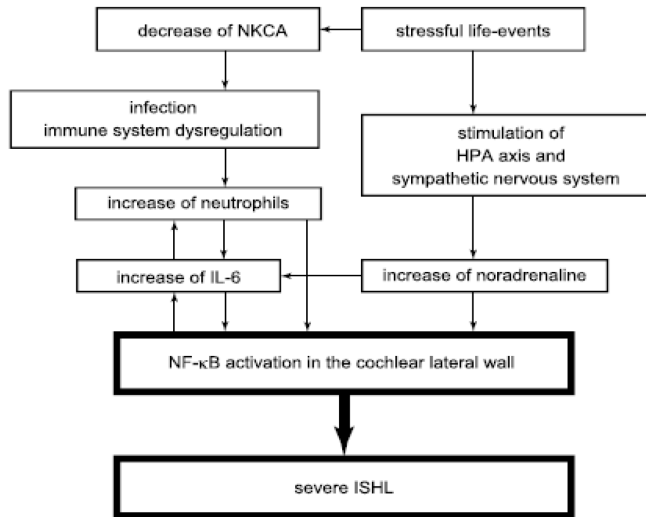 decrease of NKCA
stressful life-events
infection
immune system dysregulation
stimulation of
HPA axis and
sympathetic nervous system
increase of neutrophils
increase of IL-6
increase of noradrenaline
NF-κB activation in the cochlear lateral wall
severe ISHL